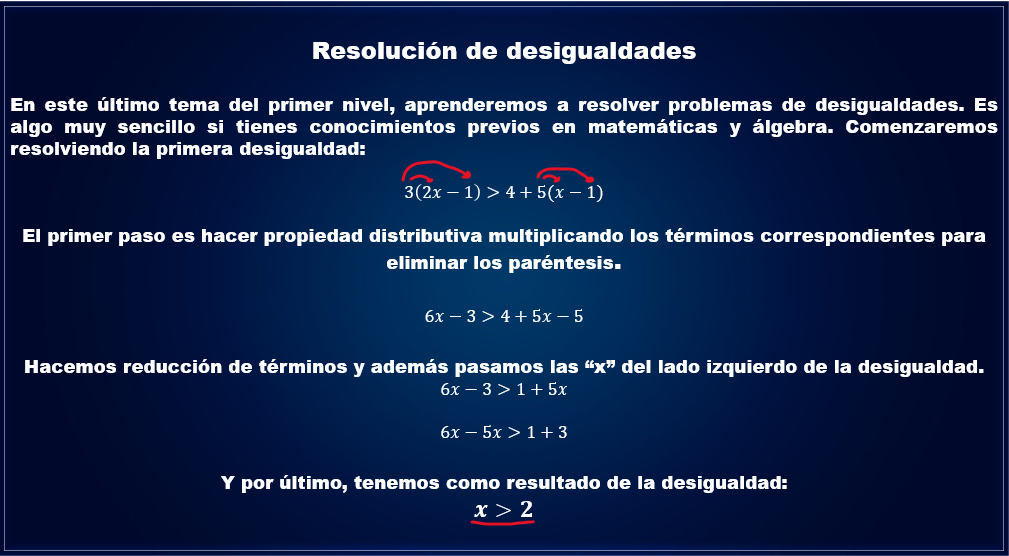 Resolución de desigualdades
En este último tema del primer nivel, aprenderemos a resolver problemas de desigualdades. Es
algo muy sencillo si tienes conocimientos previos en matemáticas y álgebra. Comenzaremos
resolviendo la primera desigualdad:
3(2x − 1) > 4 + 5(x − 1)
El primer paso es hacer propiedad distributiva multiplicando los términos correspondientes para
eliminar los paréntesis.
6x − 3 > 4 + 5x − 5
Hacemos reducción de términos y además pasamos las “x” del lado izquierdo de la desigualdad.
6x − 3 > 1 + 5x
6x − 5x > 1 + 3
Y por último, tenemos como resultado de la desigualdad:
x > 2